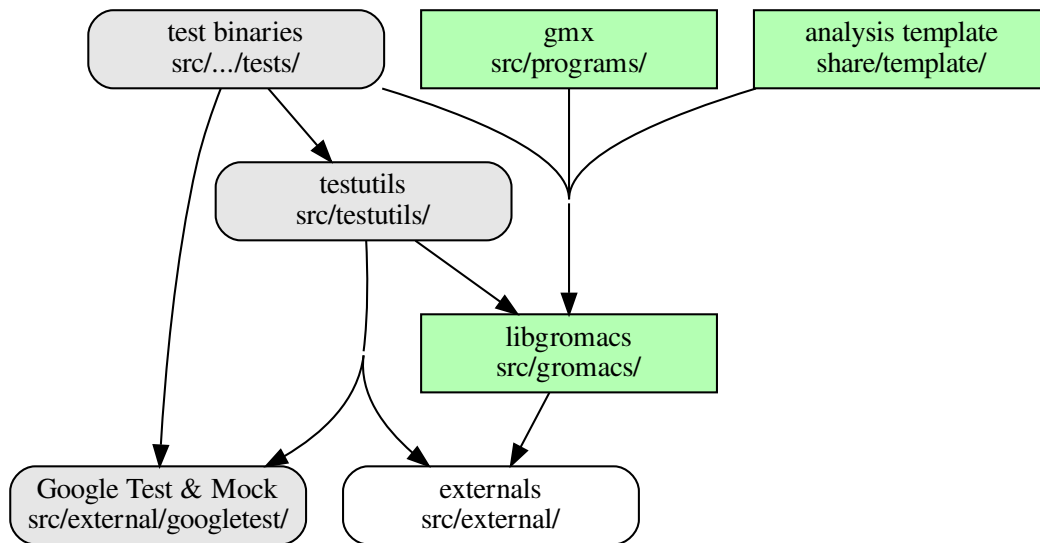 test binaries
src/.../tests/
gmx
src/programs/
analysis template
share/template/
testutils
src/testutils/
libgromacs
src/gromacs/
Google Test & Mock
src/external/googletest/
externals
src/external/